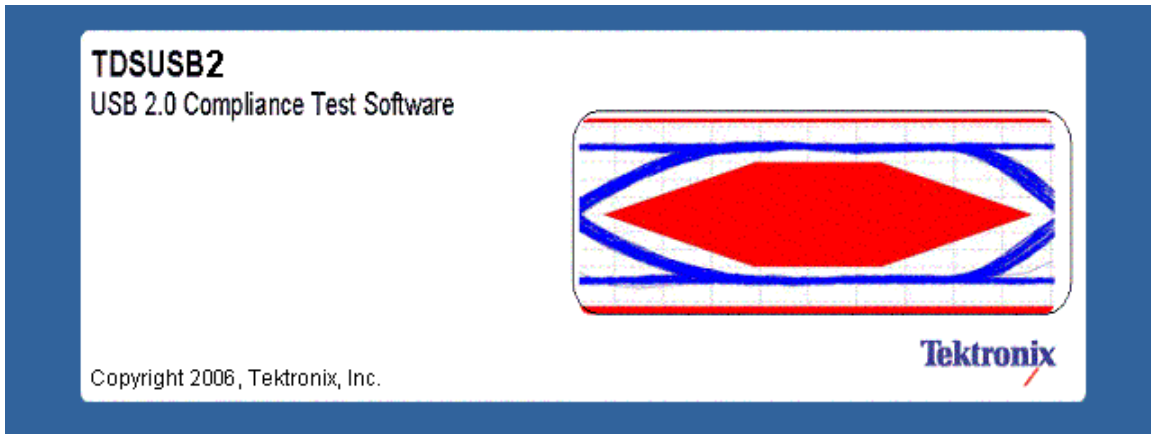 TDSUSB2
USB 2.0 Compliance Test Software
Tektronix
Copyright 2006, Tektronix, Inc.